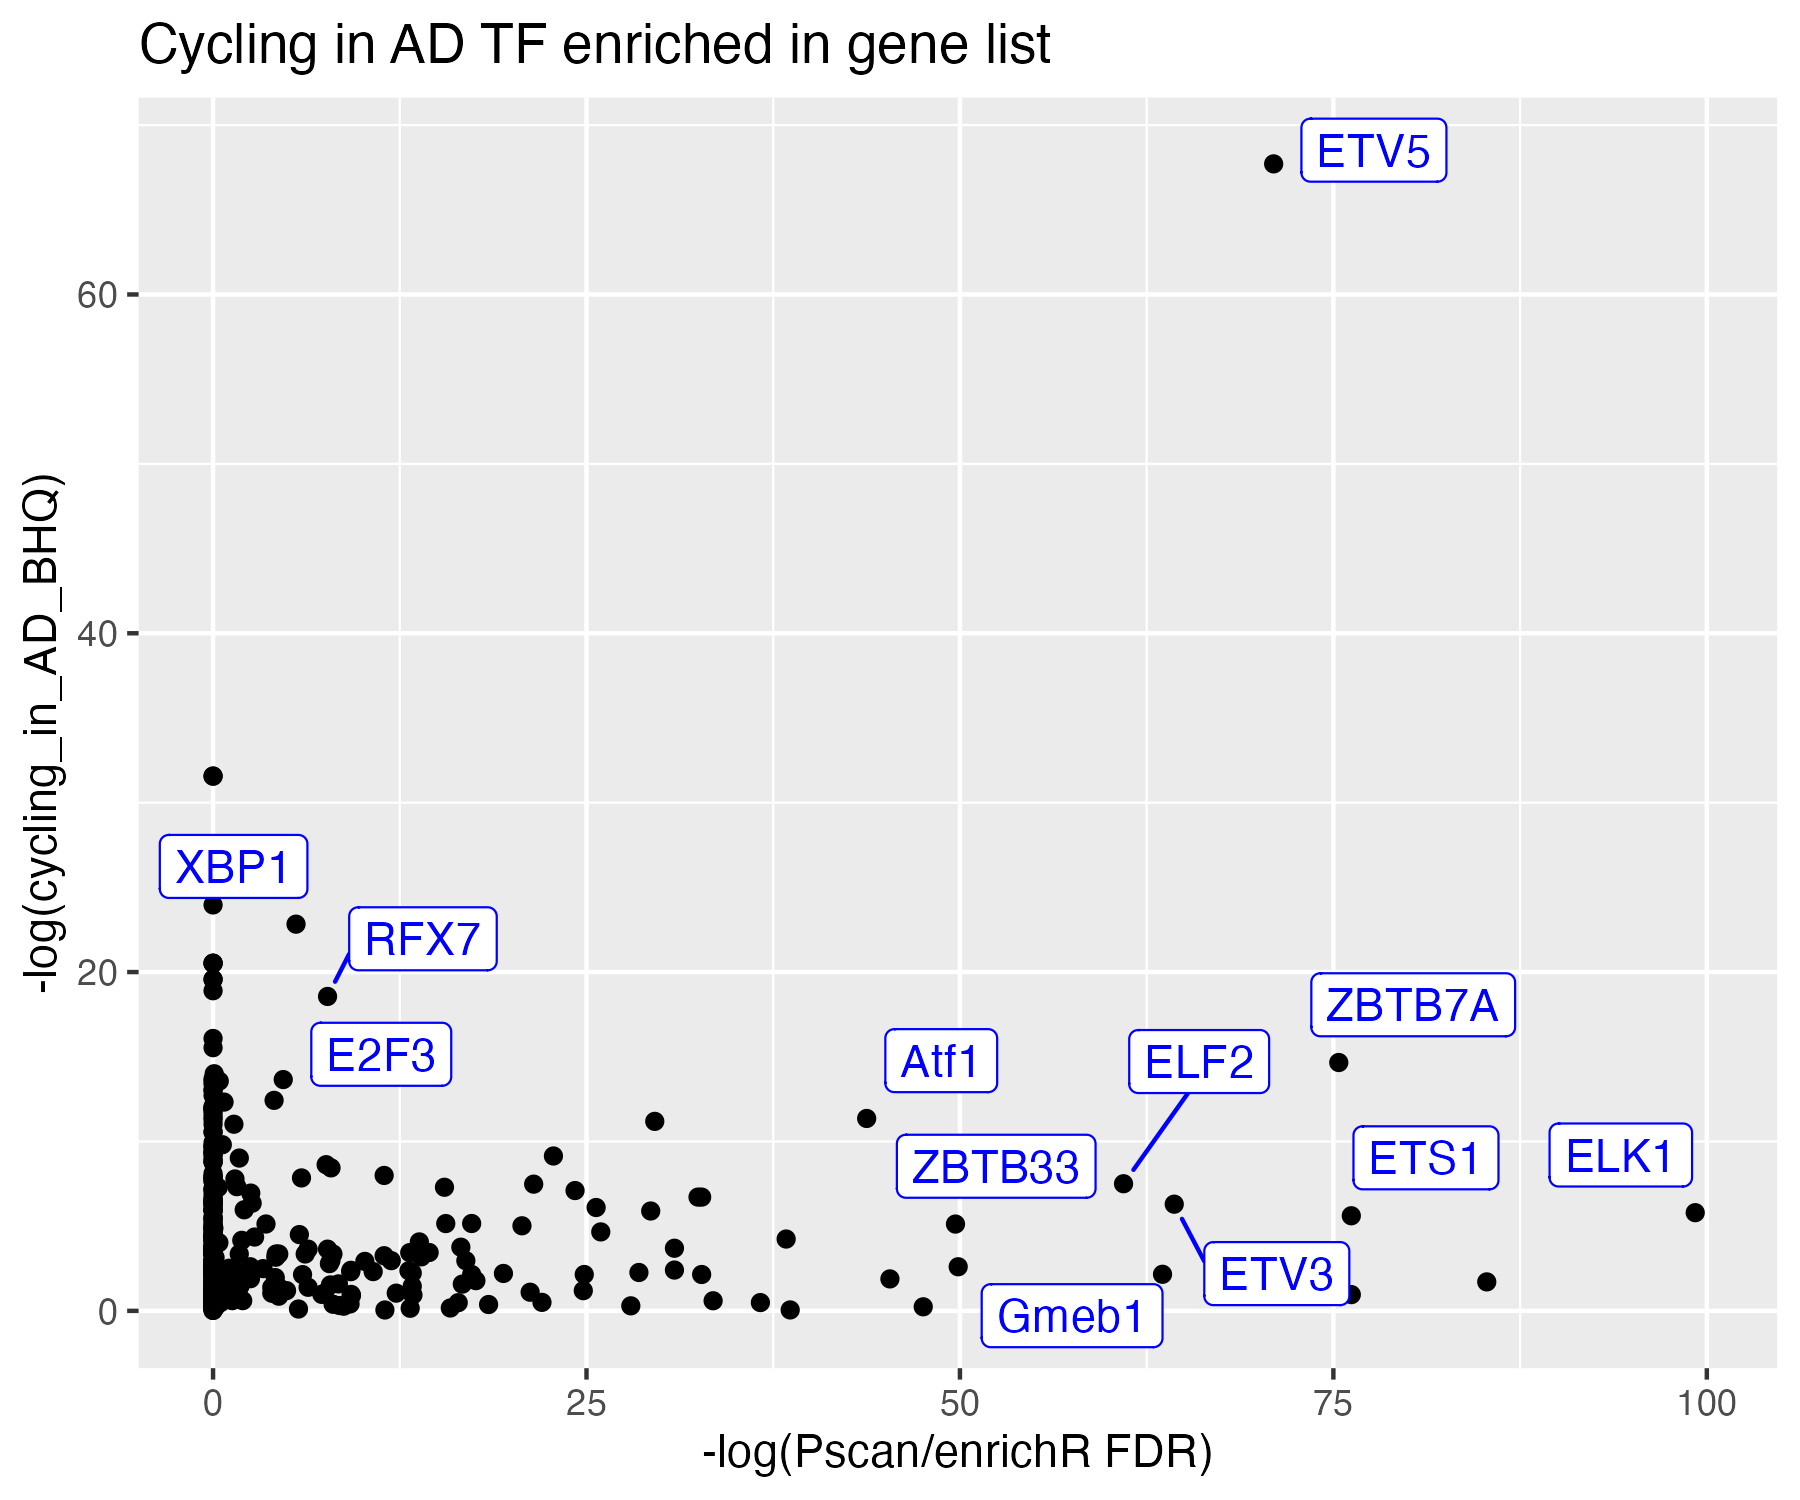 Cycling in AD TF enriched in gene list
ETV5
60
-log(cycling_in_AD_BHQ)
40
XBP1
RFX7
20
ZBTB7A
E2F3
Atf1
ELF2
ETS1
ELK1
ZBTB33
ETV3
Gmeb1
0
0 25 50 75 100
-log(Pscan/enrichR FDR)